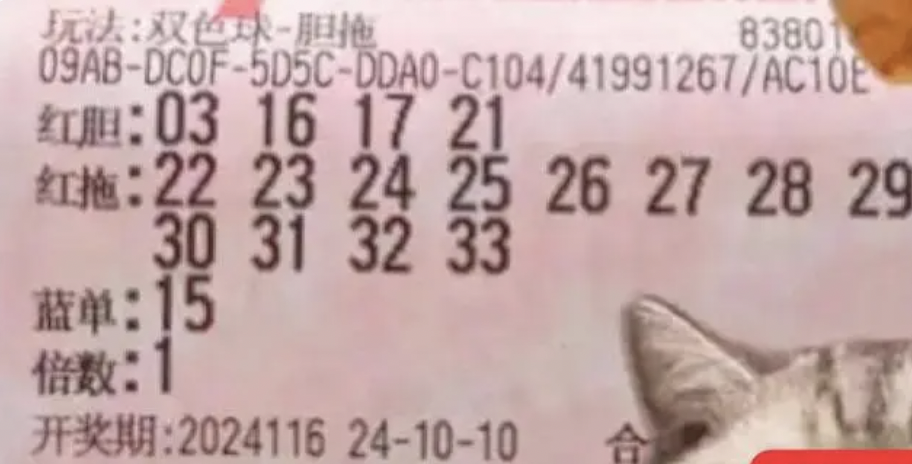 玩法:双色球-胆拖
83801
09AB-DC0F-5D5C-DDA0-C104/41991267/AC10E
红胆:03 16 17 21
红拖:22 23 24 25 26 27 28 29
30 31 32 33
蓝单:15
倍数:1
开奖期:2024116 24-10-10 合